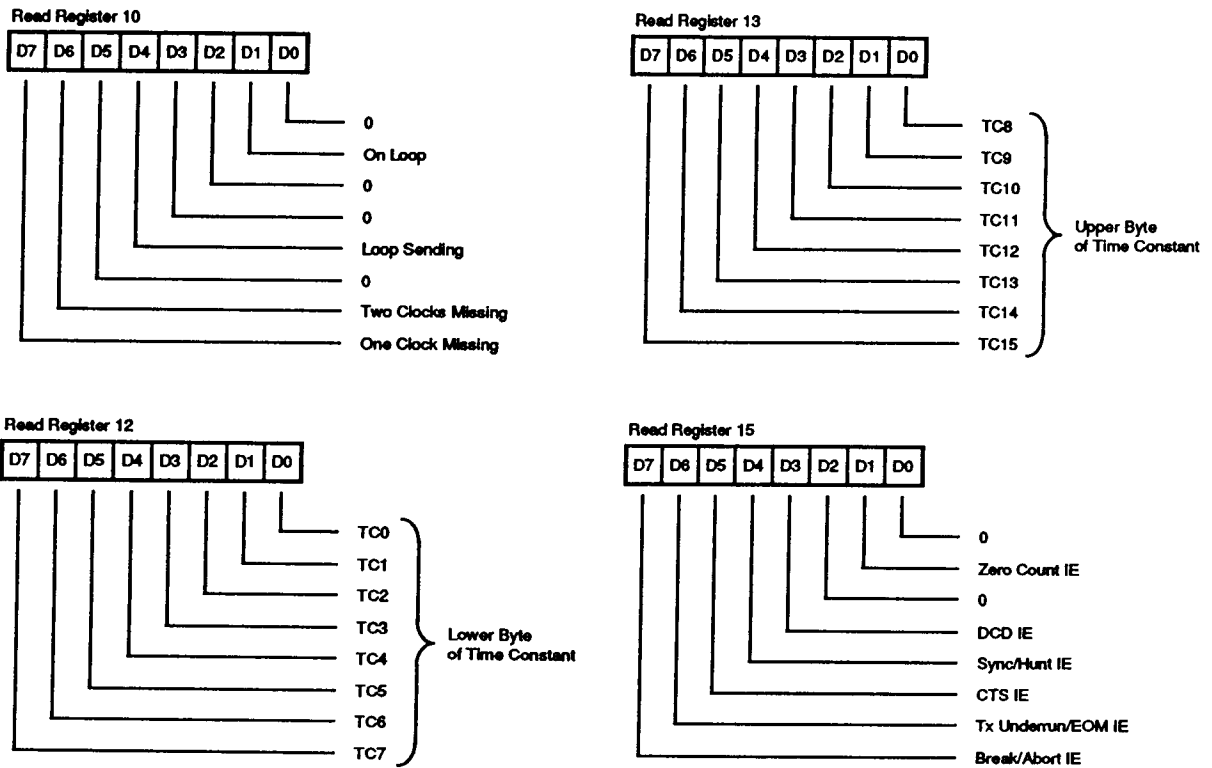 Read Register 10
D7 D6 D5 D4 D3 D2 D1 D0
0
On Loop
0
0
Loop Sending
0
Two Clocks Missing
One Clock Missing
Read Register 13
D7 D6 D5 D4 D3 D2 D1 D0
TC8
TC9
TC10
TC11
TC12
TC13
TC14
TC15
Upper Byte
of Time Constant
Read Register 12
D7 D6 D5 D4 D3 D2 D1 D0
TC0
TC1
TC2
TC3
TC4
TC5
TC6
TC7
Lower Byte
of Time Constant
Read Register 15
D7 D6 D5 D4 D3 D2 D1 D0
0
Zero Count IE
0
DCD IE
Sync/Hunt IE
CTS IE
Tx Underrun/EOM IE
Break/Abort IE